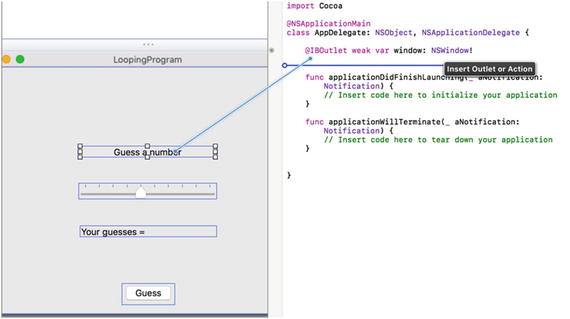 LoopingProgram
Guess a number
Your guesses =
Guess
import Cocoa
@NSApplicationMain
class AppDelegate: NSObject, NSApplicationDelegate {
@IBOutlet weak var window: NSWindow!
Insert Outlet or Action
func applicationDidFinishLaunching(_ aNotification:
Notification) {
// Insert code here to initialize your application
}
func applicationWillTerminate(_ aNotification:
Notification) {
// Insert code here to tear down your application
}
}